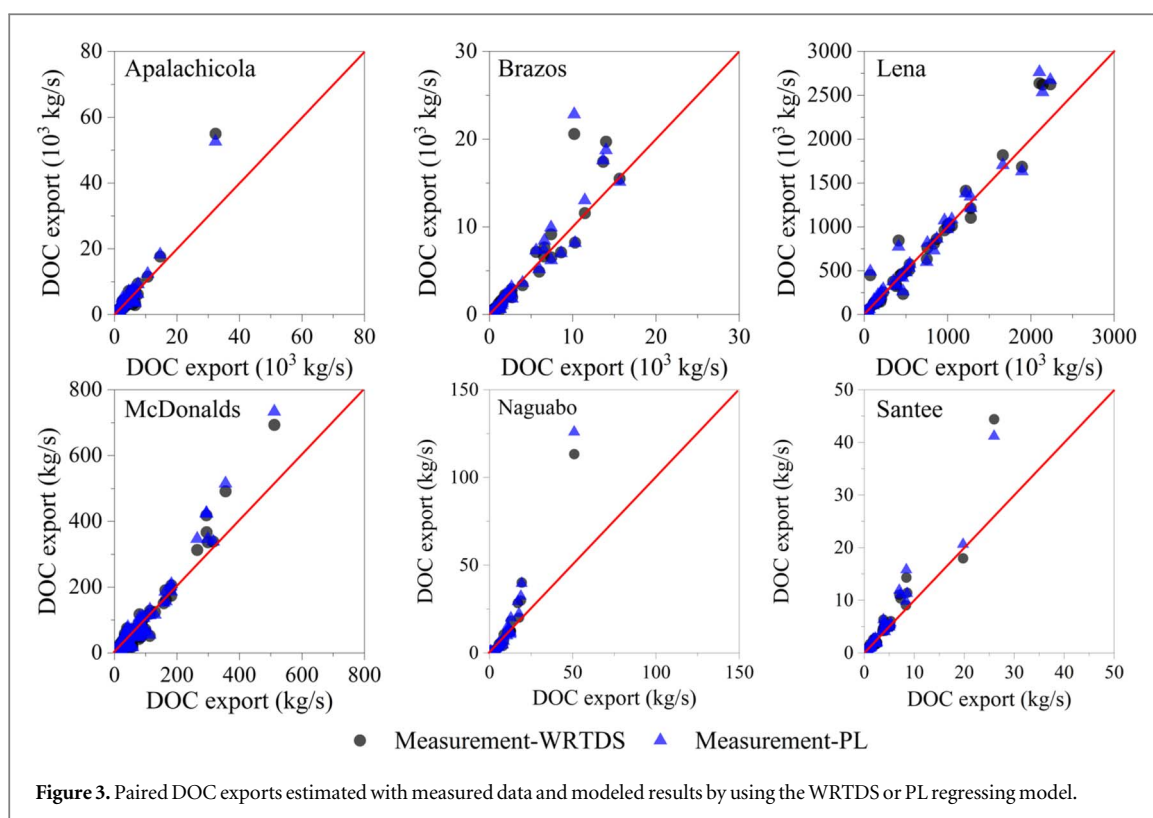 Apalachicola
80
60
40
20
0
0 20 40 60 80
DOC export (10³ kg/s)
DOC export (10³ kg/s)
Brazos
30
20
10
0
0 10 20 30
DOC export (10³ kg/s)
DOC export (10³ kg/s)
Lena
3000
2500
2000
1500
1000
500
0
0 1000 2000 3000
DOC export (10³ kg/s)
DOC export (10³ kg/s)
McDonalds
800
600
400
200
0
0 200 400 600 800
DOC export (kg/s)
DOC export (kg/s)
Naguabo
150
100
50
0
0 50 100 150
DOC export (kg/s)
DOC export (kg/s)
Santee
50
40
30
20
10
0
0 10 20 30 40 50
DOC export (kg/s)
DOC export (kg/s)
Measurement-WRTDS Measurement-PL
Figure 3. Paired DOC exports estimated with measured data and modeled results by using the WRTDS or PL regressing model.